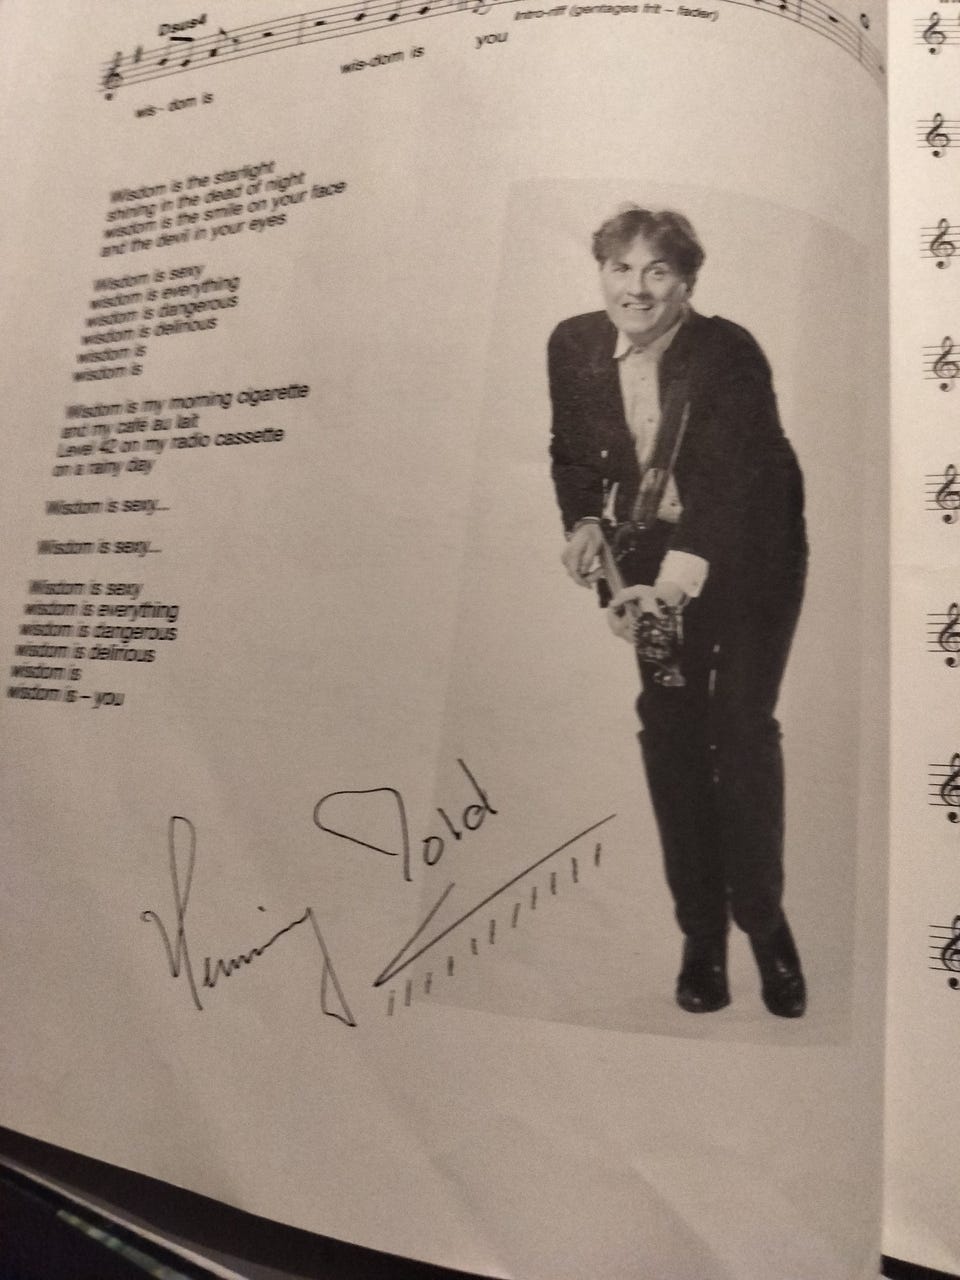 Dsus4
Intro-riff (gentages frit – fader)
wis - dom is
wis-dom is
you
Wisdom is the starlight
shining in the dead of night
wisdom is the smile on your face
and the devil in your eyes
Wisdom is sexy
wisdom is everything
wisdom is dangerous
wisdom is delirious
wisdom is
wisdom is
Wisdom is my morning cigarette
and my café au lait
Level 42 on my radio cassette
on a rainy day
Wisdom is sexy...
Wisdom is sexy...
Wisdom is sexy
wisdom is everything
wisdom is dangerous
wisdom is delirious
wisdom is
wisdom is – you